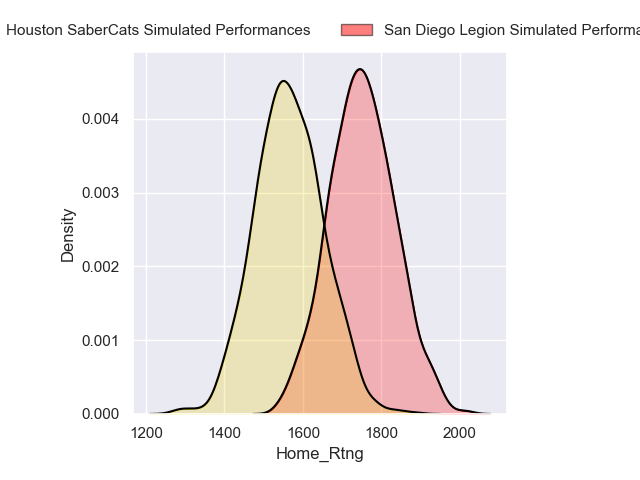 Houston SaberCats Simulated Performances
San Diego Legion Simulated
0.004
0.003
0.002
0.001
0.000
Density
1200 1400 1600 1800 2000
Home_Rtng